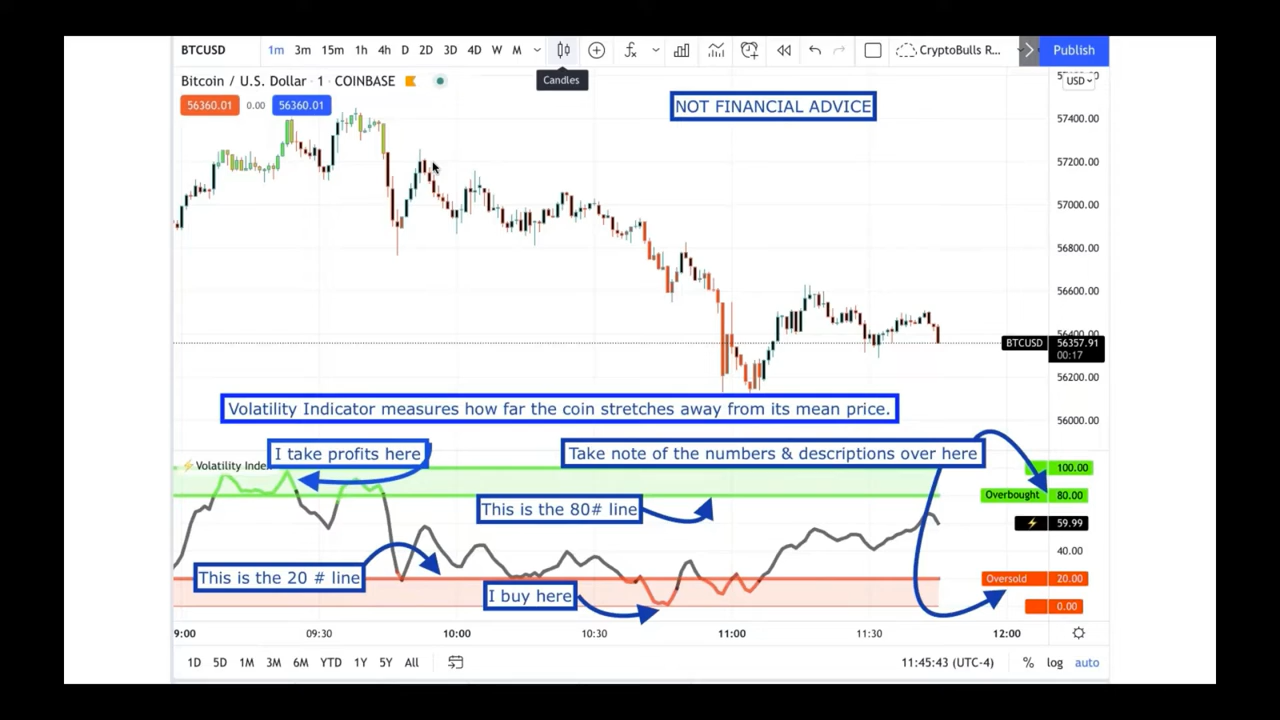 BTCUSD 1m 3m 15m 1h 4h D 2D 3D 4D W M CryptoBulls R... Publish
Candles
Bitcoin / U.S. Dollar · 1 · COINBASE
USD
56360.01 0.00 56360.01
NOT FINANCIAL ADVICE
57400.00
57200.00
57000.00
56800.00
56600.00
56400.00
BTCUSD 56357.91
00:17
56200.00
56000.00
Volatility Indicator measures how far the coin stretches away from its mean price.
I take profits here
Take note of the numbers & descriptions over here
Volatility Index
100.00
Overbought 80.00
This is the 80# line
59.99
40.00
This is the 20 # line
Oversold 20.00
I buy here
0.00
9:00 09:30 10:00 10:30 11:00 11:30 12:00
1D 5D 1M 3M 6M YTD 1Y 5Y All 11:45:43 (UTC-4) % log auto